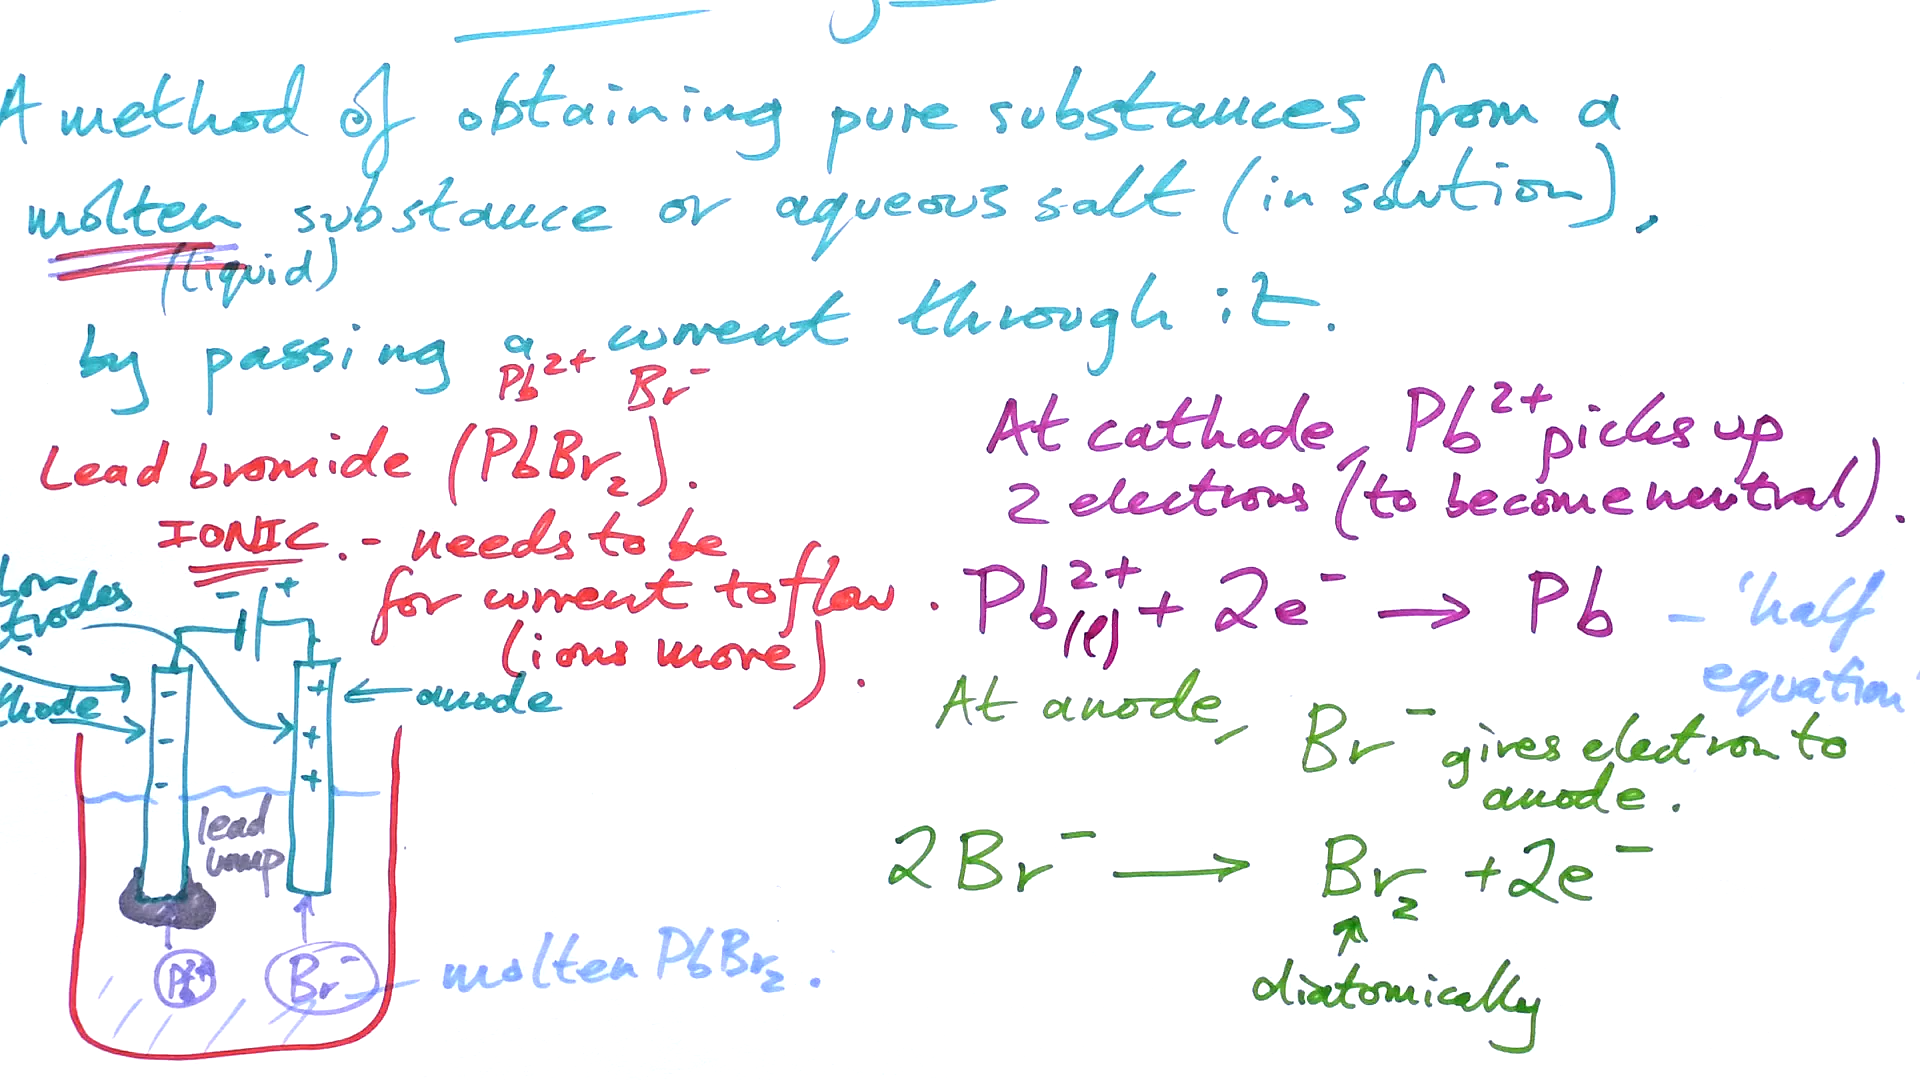 A method of obtaining pure substances from a
molten substance or aqueous salt (in solution).
(liquid)
by passing a current through it.
Pb²⁺ Br⁻
Lead bromide (PbBr₂).
IONIC. - needs to be
for current to flow.
(ions move).
- +
- + ← anode
- +
- +
lead
lump
Pb²⁺
Br⁻
molten PbBr₂.
At cathode, Pb²⁺ picks up
2 electrons (to become neutral).
Pb²⁺(l) + 2e⁻ → Pb - 'half
equation'
At anode, Br⁻ gives electron to
anode.
2Br⁻ → Br₂ + 2e⁻
↑
diatomically